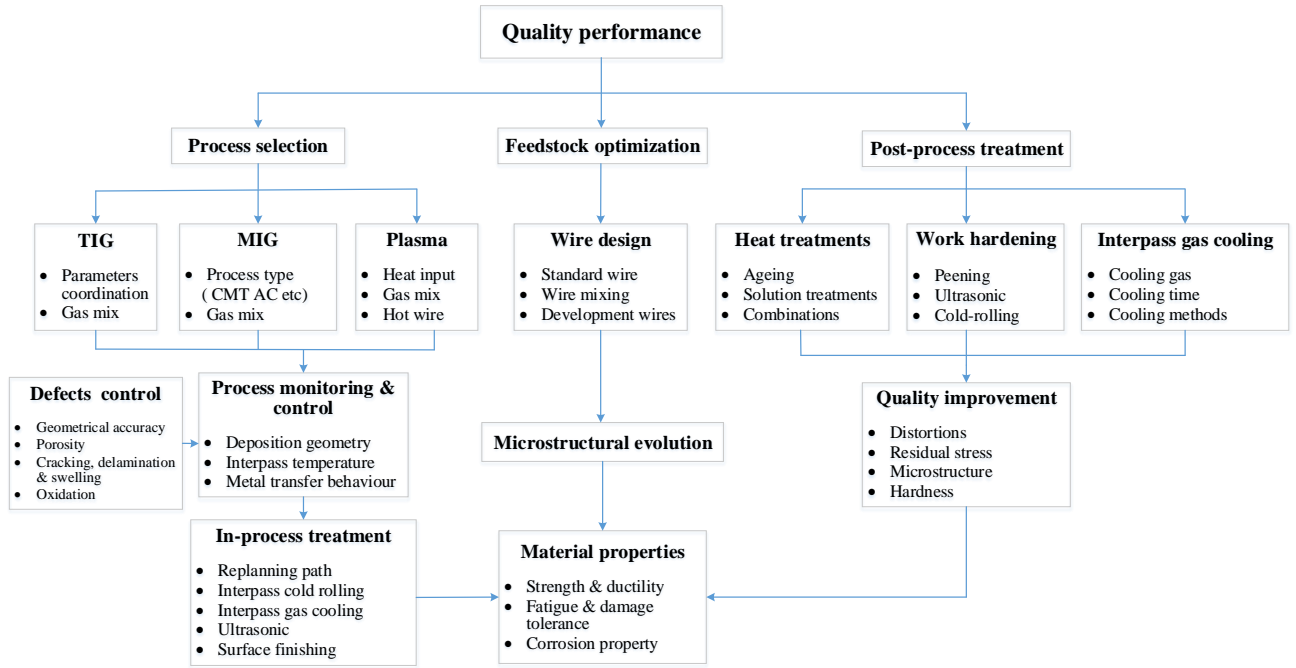 Quality performance
Process selection
Feedstock optimization
Post-process treatment
TIG
• Parameters
coordination
• Gas mix
MIG
• Process type
( CMT AC etc)
• Gas mix
Plasma
• Heat input
• Gas mix
• Hot wire
Wire design
• Standard wire
• Wire mixing
• Development wires
Heat treatments
• Ageing
• Solution treatments
• Combinations
Work hardening
• Peening
• Ultrasonic
• Cold-rolling
Interpass gas cooling
• Cooling gas
• Cooling time
• Cooling methods
Defects control
• Geometrical accuracy
• Porosity
• Cracking, delamination
& swelling
• Oxidation
Process monitoring &
control
• Deposition geometry
• Interpass temperature
• Metal transfer behaviour
Microstructural evolution
Quality improvement
• Distortions
• Residual stress
• Microstructure
• Hardness
In-process treatment
• Replanning path
• Interpass cold rolling
• Interpass gas cooling
• Ultrasonic
• Surface finishing
Material properties
• Strength & ductility
• Fatigue & damage
tolerance
• Corrosion property